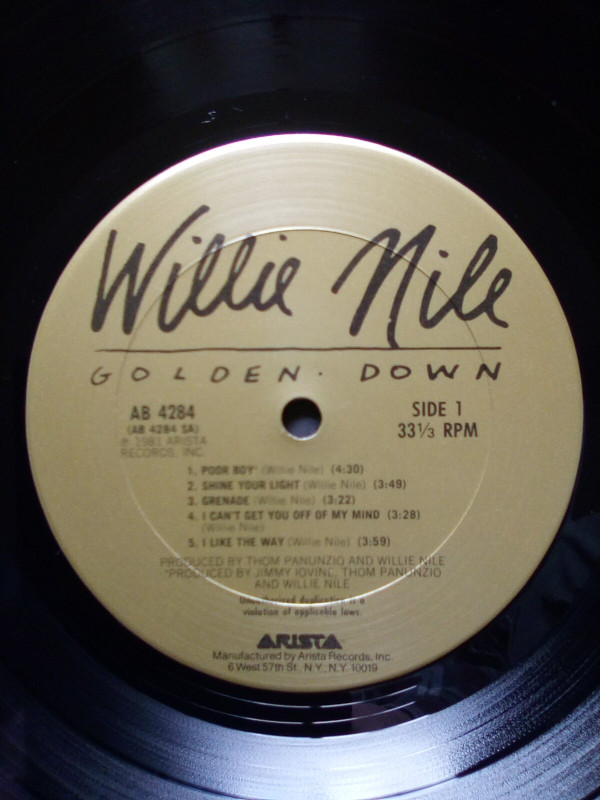 Willie Nile
GOLDEN · DOWN
AB 4284
(AB 4284 SA)
℗ 1981 ARISTA
RECORDS, INC.
SIDE 1
33⅓ RPM
1. POOR BOY* (Willie Nile) (4:30)
2. SHINE YOUR LIGHT (Willie Nile) (3:49)
3. GRENADE (Willie Nile) (3:22)
4. I CAN'T GET YOU OFF OF MY MIND (3:28)
(Willie Nile)
5. I LIKE THE WAY (Willie Nile) (3:59)
PRODUCED BY THOM PANUNZIO AND WILLIE NILE
*PRODUCED BY JIMMY IOVINE, THOM PANUNZIO
AND WILLIE NILE
Unauthorized duplication is a
violation of applicable laws.
ARISTA™
Manufactured by Arista Records, Inc.
6 West 57th St., N.Y., N.Y. 10019